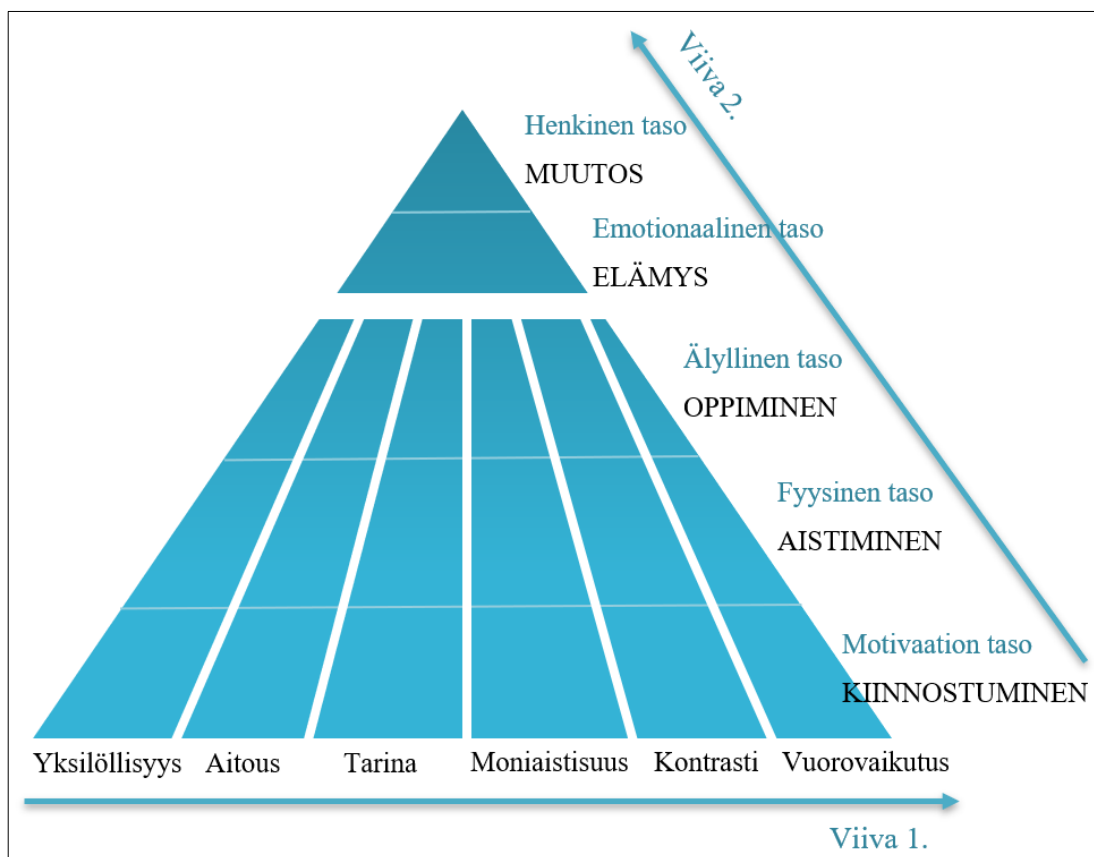 Viiva 2.
Henkinen taso
MUUTOS
Emotionaalinen taso
ELÄMYS
Älyllinen taso
OPPIMINEN
Fyysinen taso
AISTIMINEN
Motivaation taso
KIINNOSTUMINEN
Yksilöllisyys Aitous Tarina Moniaistisuus Kontrasti Vuorovaikutus
Viiva 1.